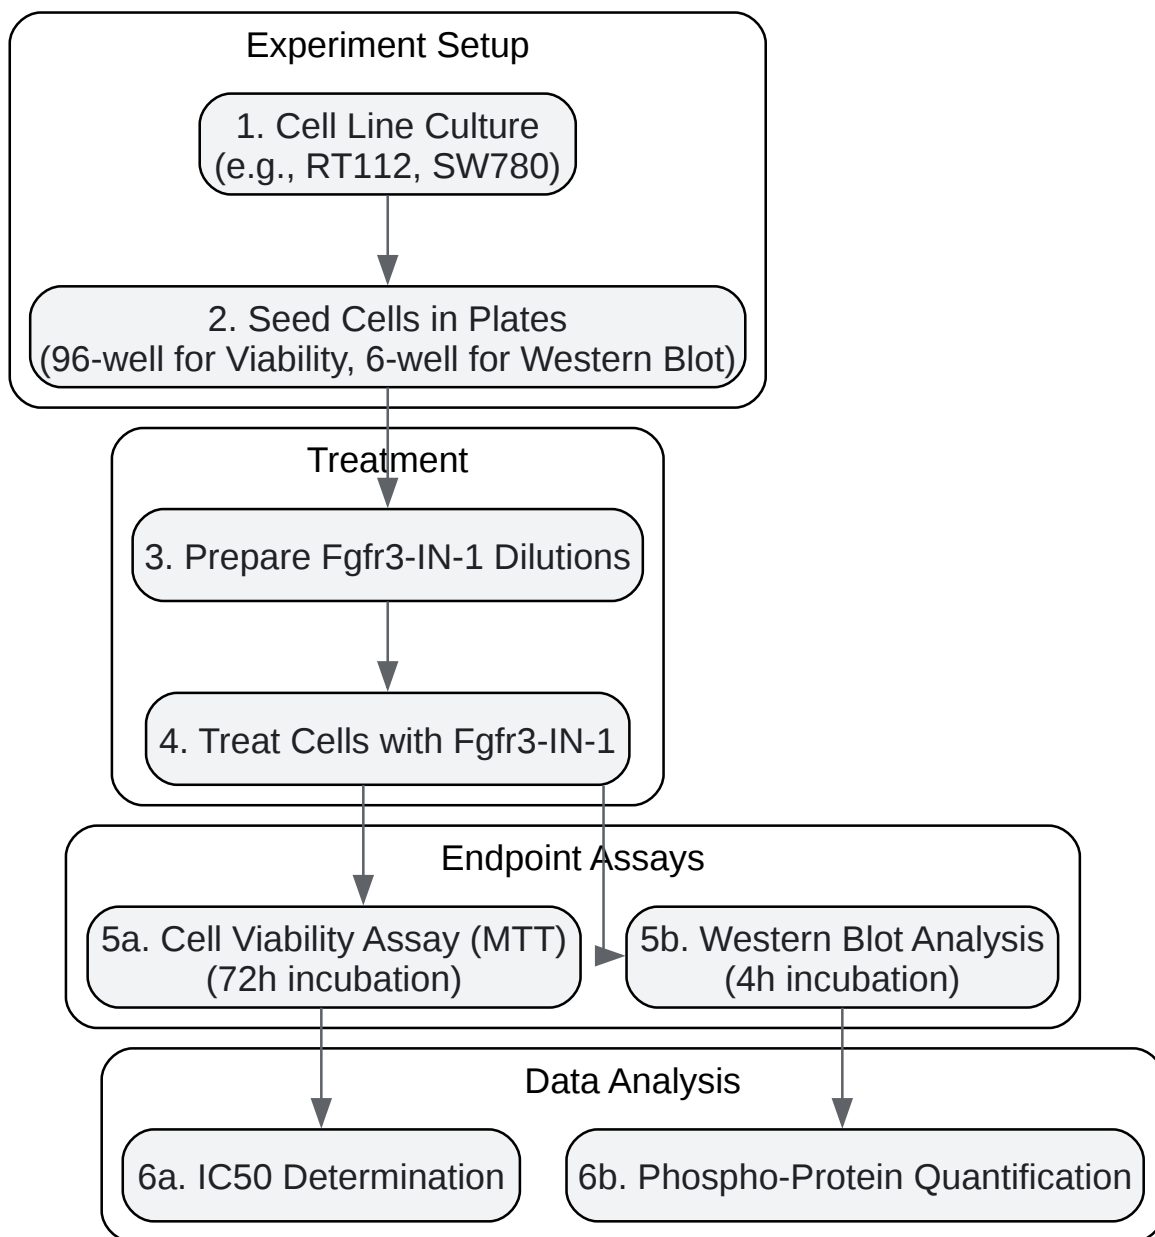 Experiment Setup
1. Cell Line Culture
(e.g., RT112, SW780)
2. Seed Cells in Plates
(96-well for Viability, 6-well for Western Blot)
Treatment
3. Prepare Fgfr3-IN-1 Dilutions
4. Treat Cells with Fgfr3-IN-1
Endpoint Assays
5a. Cell Viability Assay (MTT)
(72h incubation)
5b. Western Blot Analysis
(4h incubation)
Data Analysis
6a. IC50 Determination
6b. Phospho-Protein Quantification